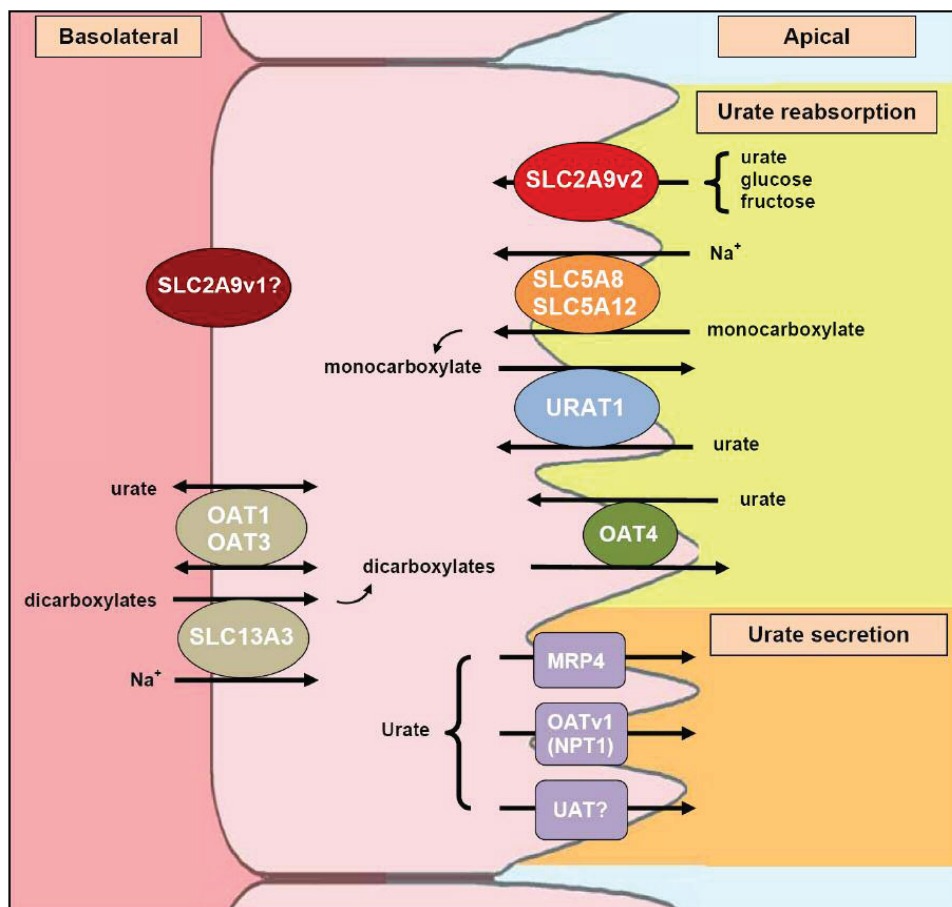 Basolateral
Apical
Urate reabsorption
SLC2A9v2
urate
glucose
fructose
Na⁺
SLC2A9v1?
SLC5A8
SLC5A12
monocarboxylate
monocarboxylate
URAT1
urate
urate
urate
OAT1
OAT3
OAT4
dicarboxylates
dicarboxylates
SLC13A3
Urate secretion
MRP4
Na⁺
Urate
OATv1
(NPT1)
UAT?